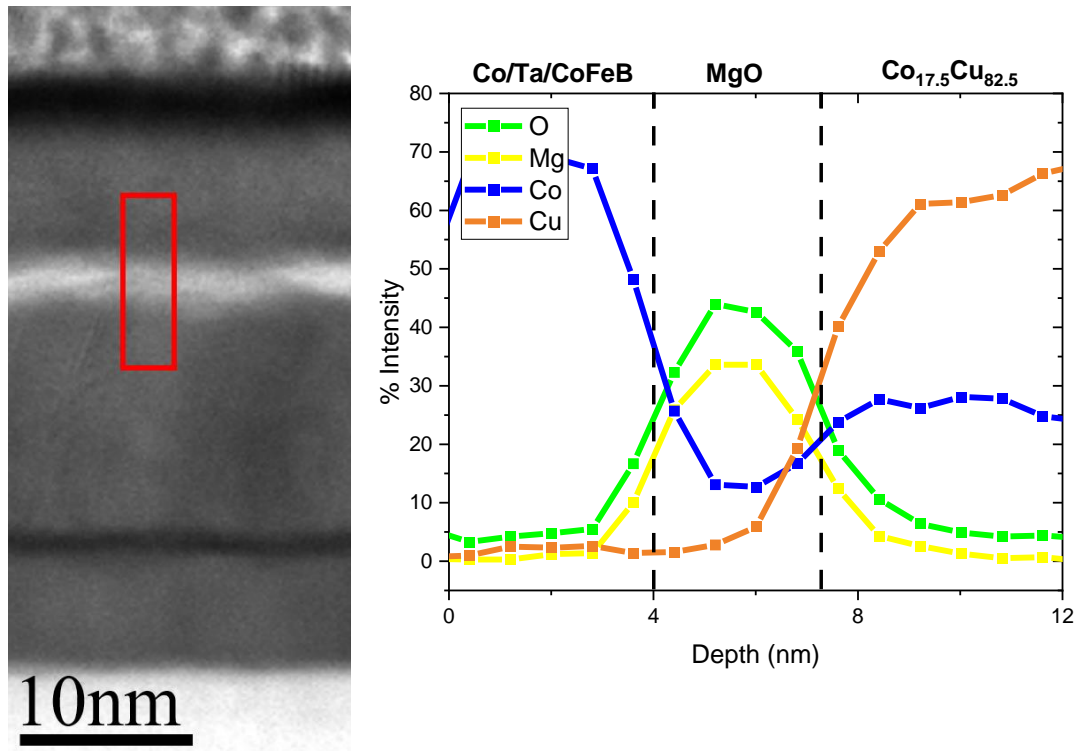 10nm
Co/Ta/CoFeB MgO Co₁₇.₅Cu₈₂.₅
80
70
60
50
40
30
20
10
0
% Intensity
O
Mg
Co
Cu
0 4 8 12
Depth (nm)